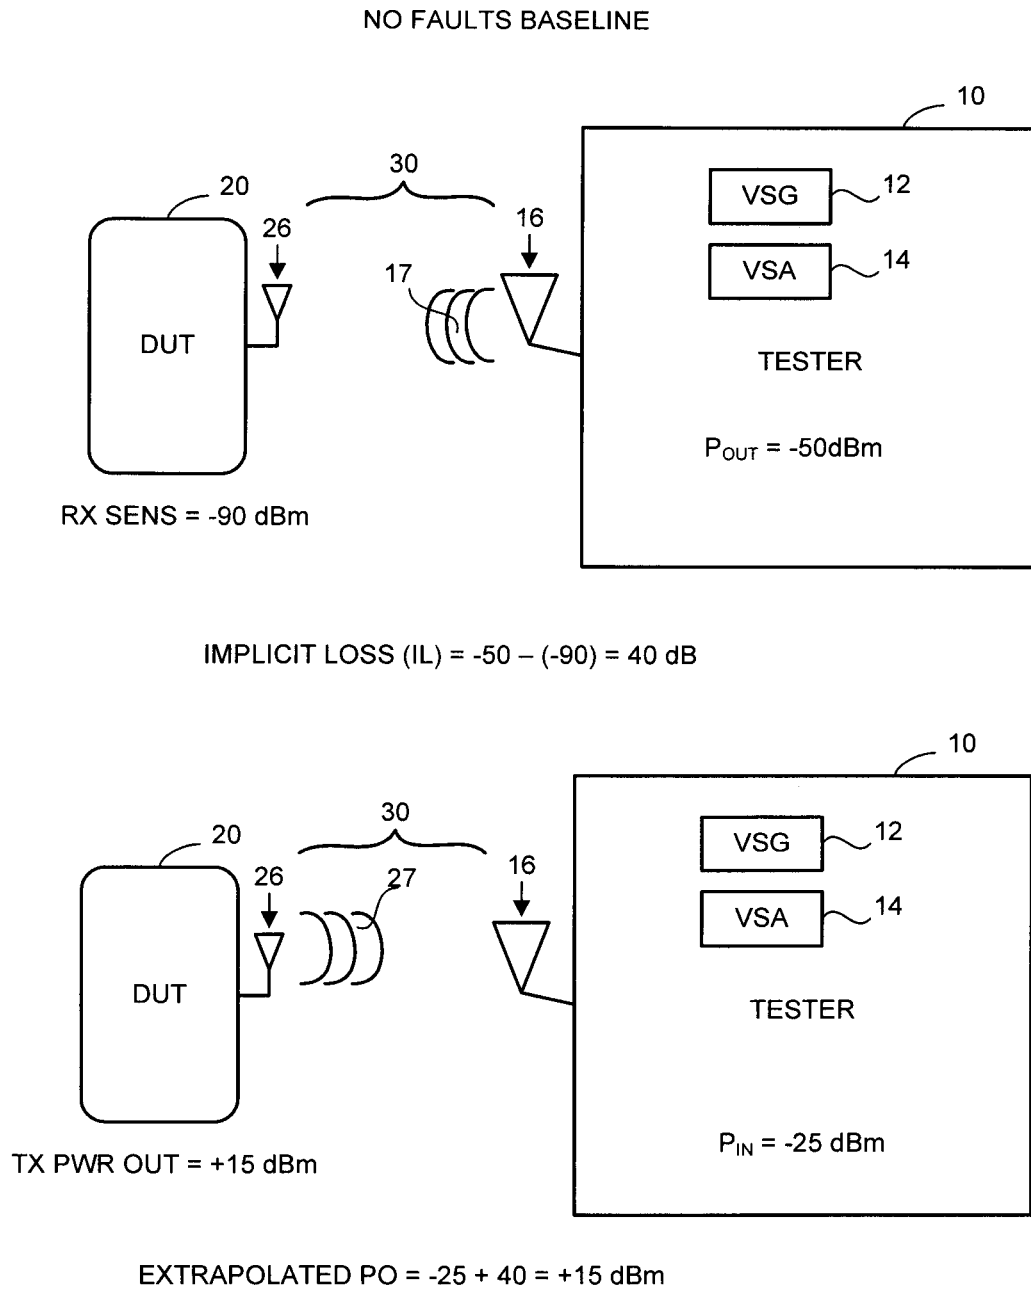 NO FAULTS BASELINE
10
30
20
VSG
12
16
26
VSA
14
17
DUT
TESTER
P_OUT = -50dBm
RX SENS = -90 dBm
IMPLICIT LOSS (IL) = -50 – (-90) = 40 dB
10
30
20
VSG
12
16
26
27
VSA
14
DUT
TESTER
P_IN = -25 dBm
TX PWR OUT = +15 dBm
EXTRAPOLATED PO = -25 + 40 = +15 dBm